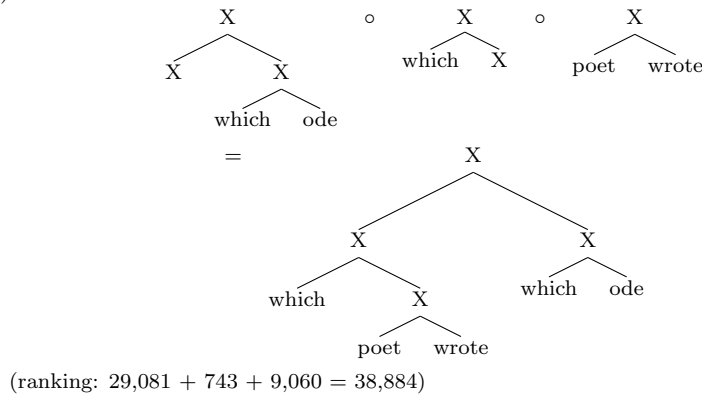 X ∘ X ∘ X
X X which X poet wrote
which ode
= X
X X
which X which ode
poet wrote
(ranking: 29,081 + 743 + 9,060 = 38,884)